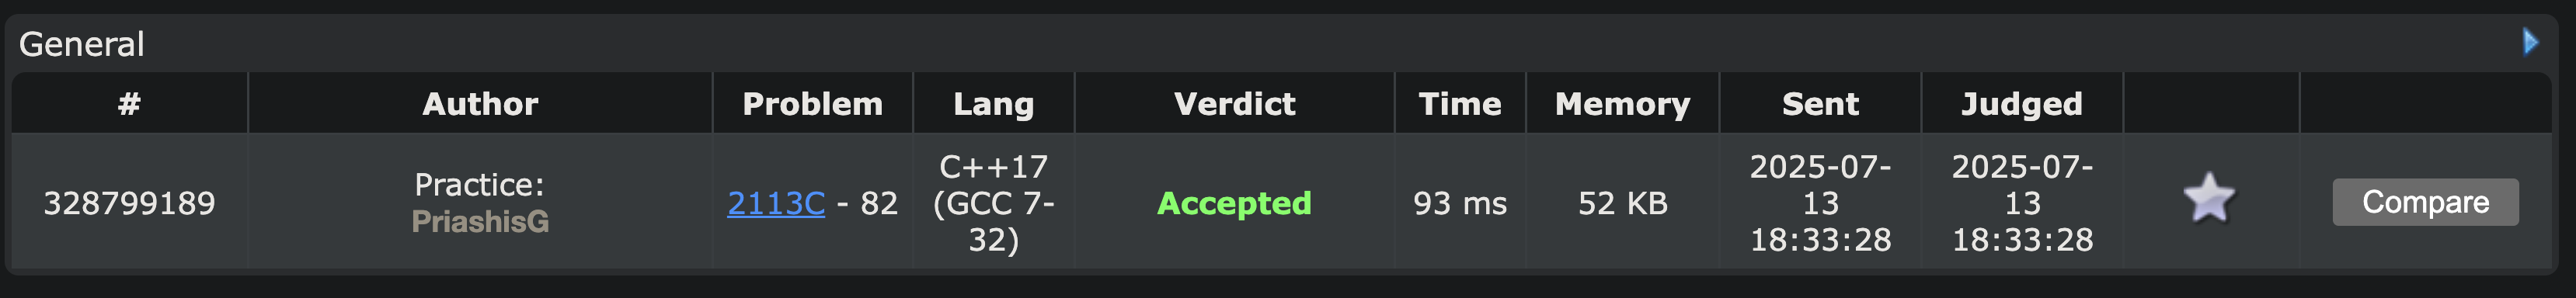 General
# Author Problem Lang Verdict Time Memory Sent Judged
328799189 Practice: PriashisG 2113C - 82 C++17 (GCC 7-32) Accepted 93 ms 52 KB 2025-07-13 18:33:28 2025-07-13 18:33:28 Compare